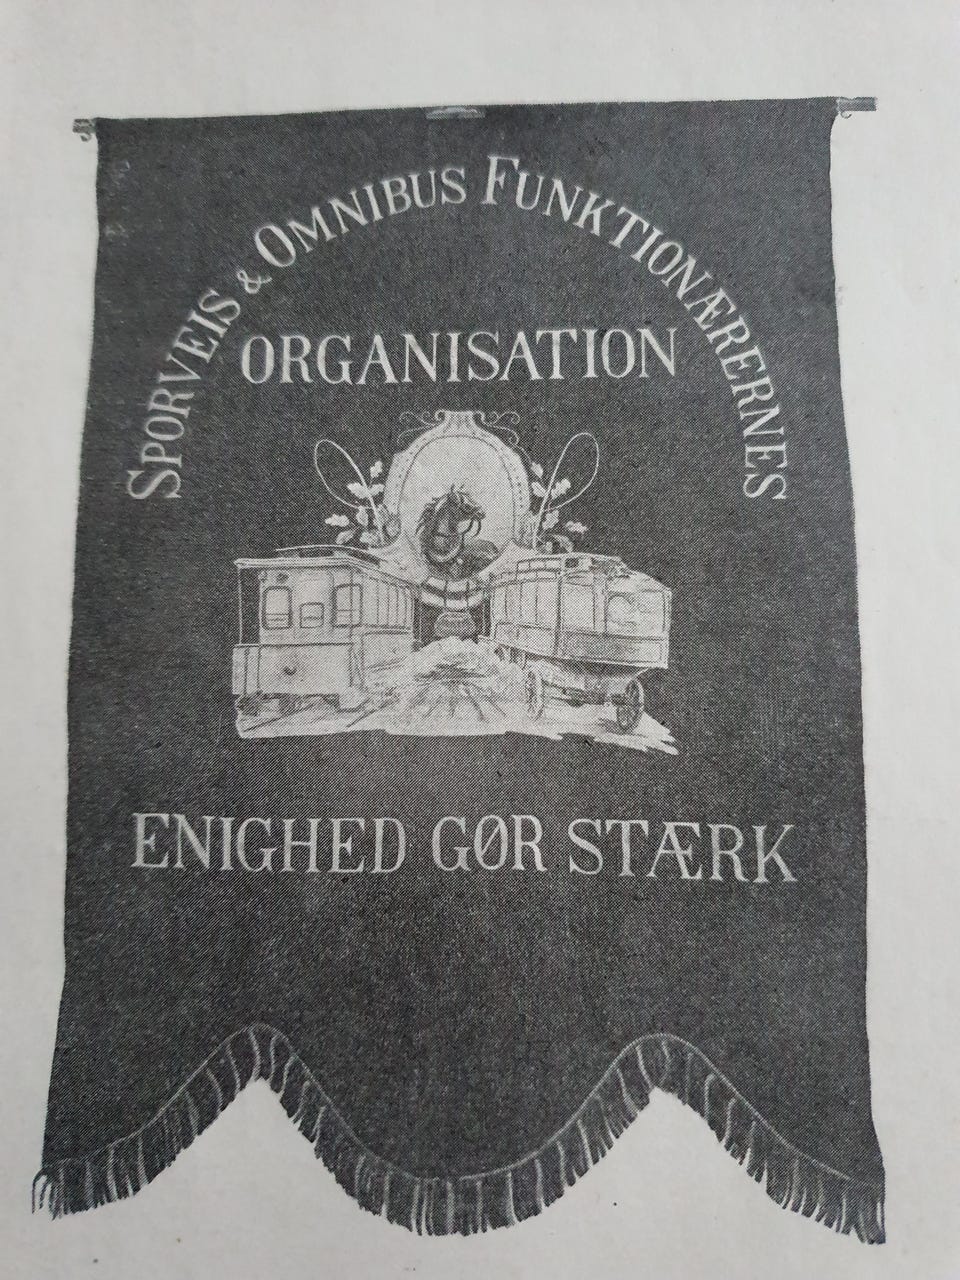 SPORVEIS & OMNIBUS FUNKTIONÆRERNES
ORGANISATION
ENIGHED GØR STÆRK